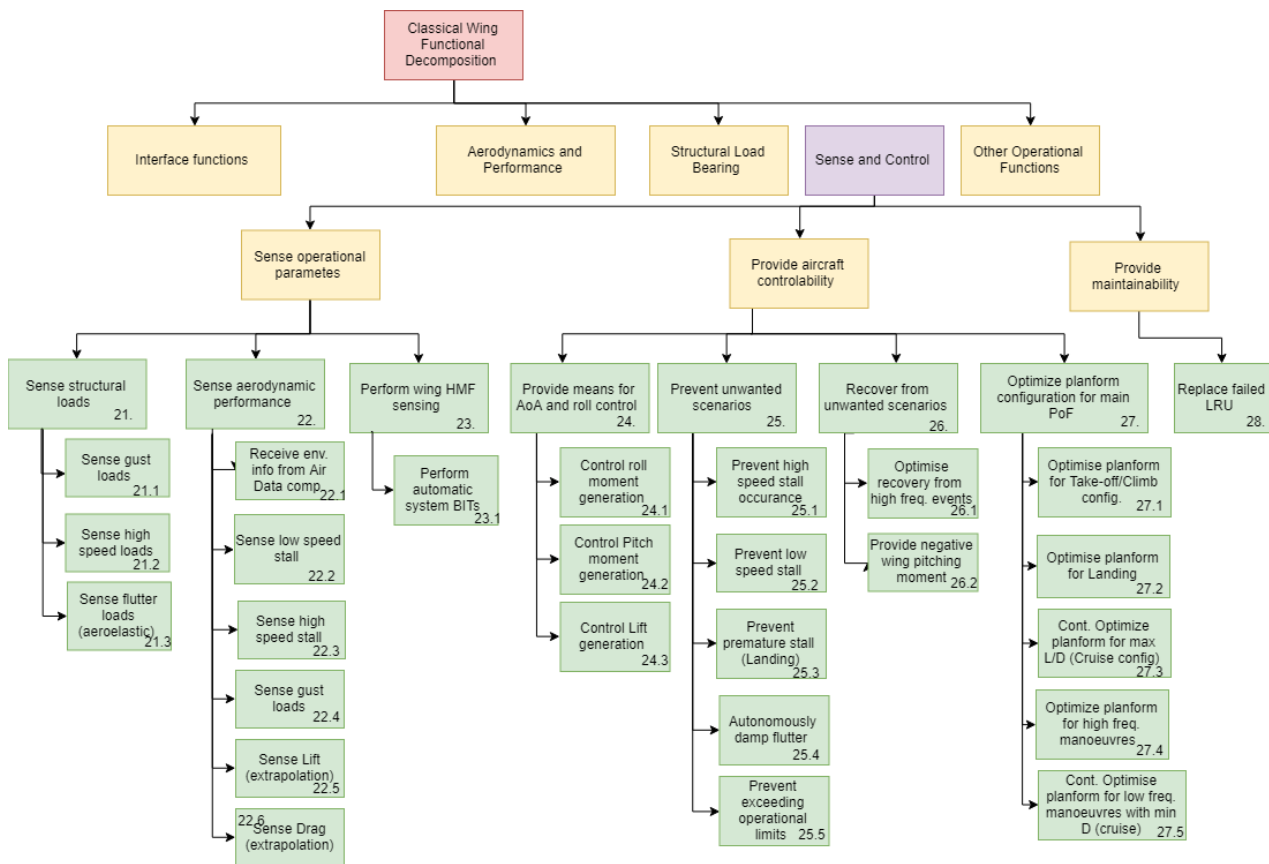 Classical Wing
Functional
Decomposition
Interface functions
Aerodynamics and
Performance
Structural Load
Bearing
Sense and Control
Other Operational
Functions
Sense operational
parametes
Provide aircraft
controlability
Provide
maintainability
Sense structural
loads
21.
Sense aerodynamic
performance
22.
Perform wing HMF
sensing
23.
Provide means for
AoA and roll control
24.
Prevent unwanted
scenarios
25.
Recover from
unwanted scenarios
26.
Optimize planform
configuration for main
PoF
27.
Replace failed
LRU
28.
Sense gust
loads
21.1
Sense high
speed loads
21.2
Sense flutter
loads
(aeroelastic)
21.3
Receive env.
info from Air
Data comp.
22.1
Sense low speed
stall
22.2
Sense high
speed stall
22.3
Sense gust
loads
22.4
Sense Lift
(extrapolation)
22.5
22.6
Sense Drag
(extrapolation)
Perform
automatic
system BITs
23.1
Control roll
moment
generation
24.1
Control Pitch
moment
generation
24.2
Control Lift
generation
24.3
Prevent high
speed stall
occurance
25.1
Prevent low
speed stall
25.2
Prevent
premature stall
(Landing)
25.3
Autonomously
damp flutter
25.4
Prevent
exceeding
operational
limits
25.5
Optimise
recovery from
high freq. events
26.1
Provide negative
wing pitching
moment
26.2
Optimise planform
for Take-off/Climb
config.
27.1
Optimise planform
for Landing
27.2
Cont. Optimize
planform for max
L/D (Cruise config)
27.3
Optimize planform
for high freq.
manoeuvres
27.4
Cont. Optimise
planform for low freq.
manoeuvres with min
D (cruise)
27.5